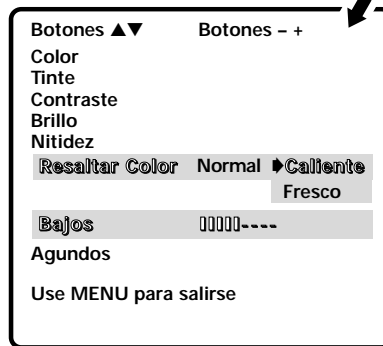 Botones ▲▼ Botones – +
Color
Tinte
Contraste
Brillo
Nitidez
Resaltar Color Normal ➧Caliente
Fresco
Bajos ▯▯▯▯▯----
Agundos
Use MENU para salirse